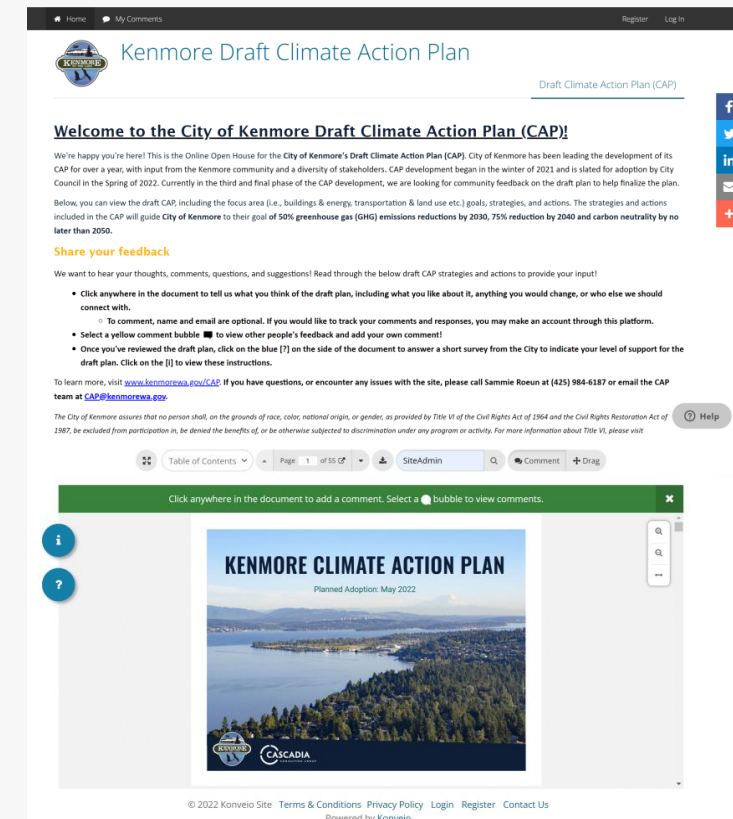 Home My Comments Register Log In
KENMORE
Kenmore Draft Climate Action Plan
Draft Climate Action Plan (CAP)
Welcome to the City of Kenmore Draft Climate Action Plan (CAP)!
We're happy you're here! This is the Online Open House for the City of Kenmore's Draft Climate Action Plan (CAP). City of Kenmore has been leading the development of its
CAP for over a year, with input from the Kenmore community and a diversity of stakeholders. CAP development began in the winter of 2021 and is slated for adoption by City
Council in the Spring of 2022. Currently in the third and final phase of the CAP development, we are looking for community feedback on the draft plan to help finalize the plan.
Below, you can view the draft CAP, including the focus area (i.e., buildings & energy, transportation & land use etc.) goals, strategies, and actions. The strategies and actions
included in the CAP will guide City of Kenmore to their goal of 50% greenhouse gas (GHG) emissions reductions by 2030, 75% reduction by 2040 and carbon neutrality by no
later than 2050.
Share your feedback
We want to hear your thoughts, comments, questions, and suggestions! Read through the below draft CAP strategies and actions to provide your input!
• Click anywhere in the document to tell us what you think of the draft plan, including what you like about it, anything you would change, or who else we should
connect with.
○ To comment, name and email are optional. If you would like to track your comments and responses, you may make an account through this platform.
• Select a yellow comment bubble to view other people's feedback and add your own comment!
• Once you've reviewed the draft plan, click on the blue [?] on the side of the document to answer a short survey from the City to indicate your level of support for the
draft plan. Click on the [i] to view these instructions.
To learn more, visit www.kenmorewa.gov/CAP. If you have questions, or encounter any issues with the site, please call Sammie Roeun at (425) 984-6187 or email the CAP
team at CAP@kenmorewa.gov.
The City of Kenmore assures that no person shall, on the grounds of race, color, national origin, or gender, as provided by Title VI of the Civil Rights Act of 1964 and the Civil Rights Restoration Act of
1987, be excluded from participation in, be denied the benefits of, or be otherwise subjected to discrimination under any program or activity. For more information about Title VI, please visit
? Help
Table of Contents Page 1 of 55 SiteAdmin Comment Drag
Click anywhere in the document to add a comment. Select a bubble to view comments.
i
?
KENMORE CLIMATE ACTION PLAN
Planned Adoption: May 2022
KENMORE
CASCADIA
CONSULTING GROUP
© 2022 Konveio Site Terms & Conditions Privacy Policy Login Register Contact Us
Powered by Konveio